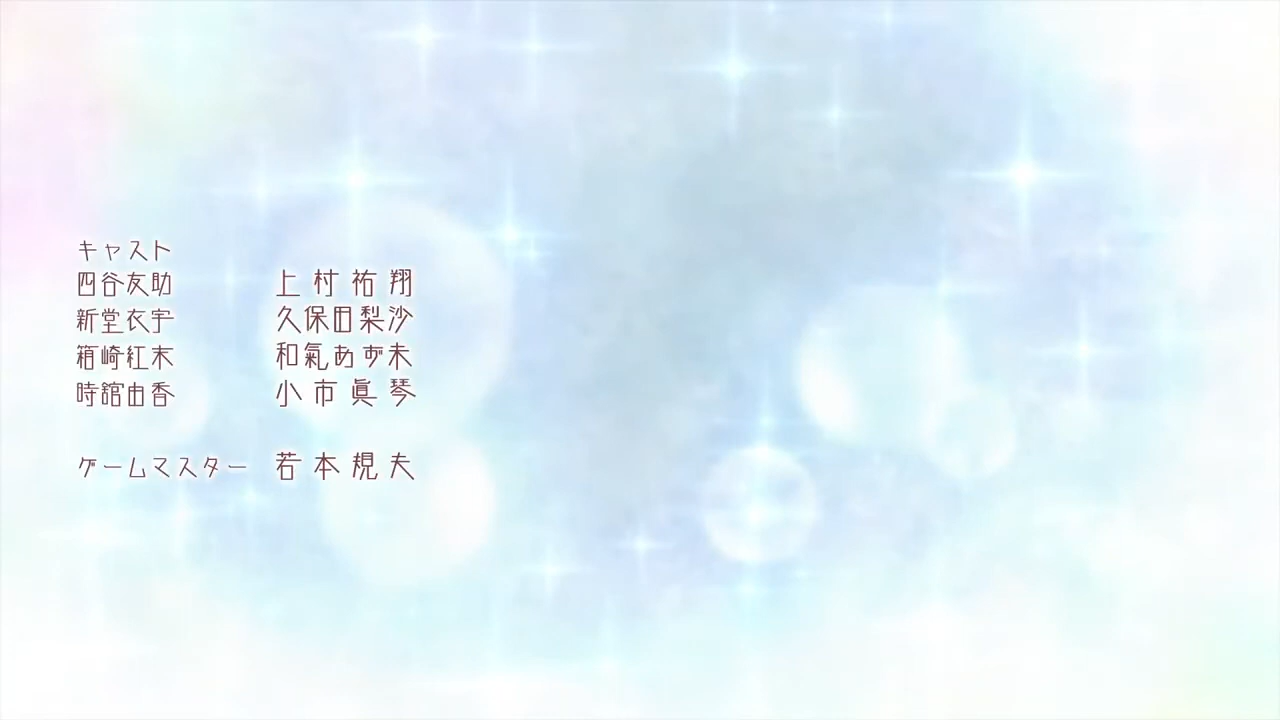 キャスト
四谷友助 上村祐翔
新堂衣宇 久保田梨沙
箱崎紅末 和氣あず未
時舘由香 小市眞琴
ゲームマスター 若本規夫